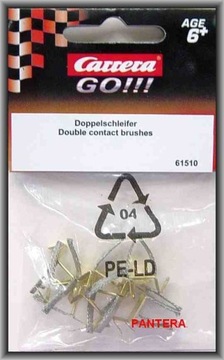 AGE
6+
Carrera
GO!!!
Doppelschleifer
Double contact brushes
61510
04
PE-LD
PANTERA